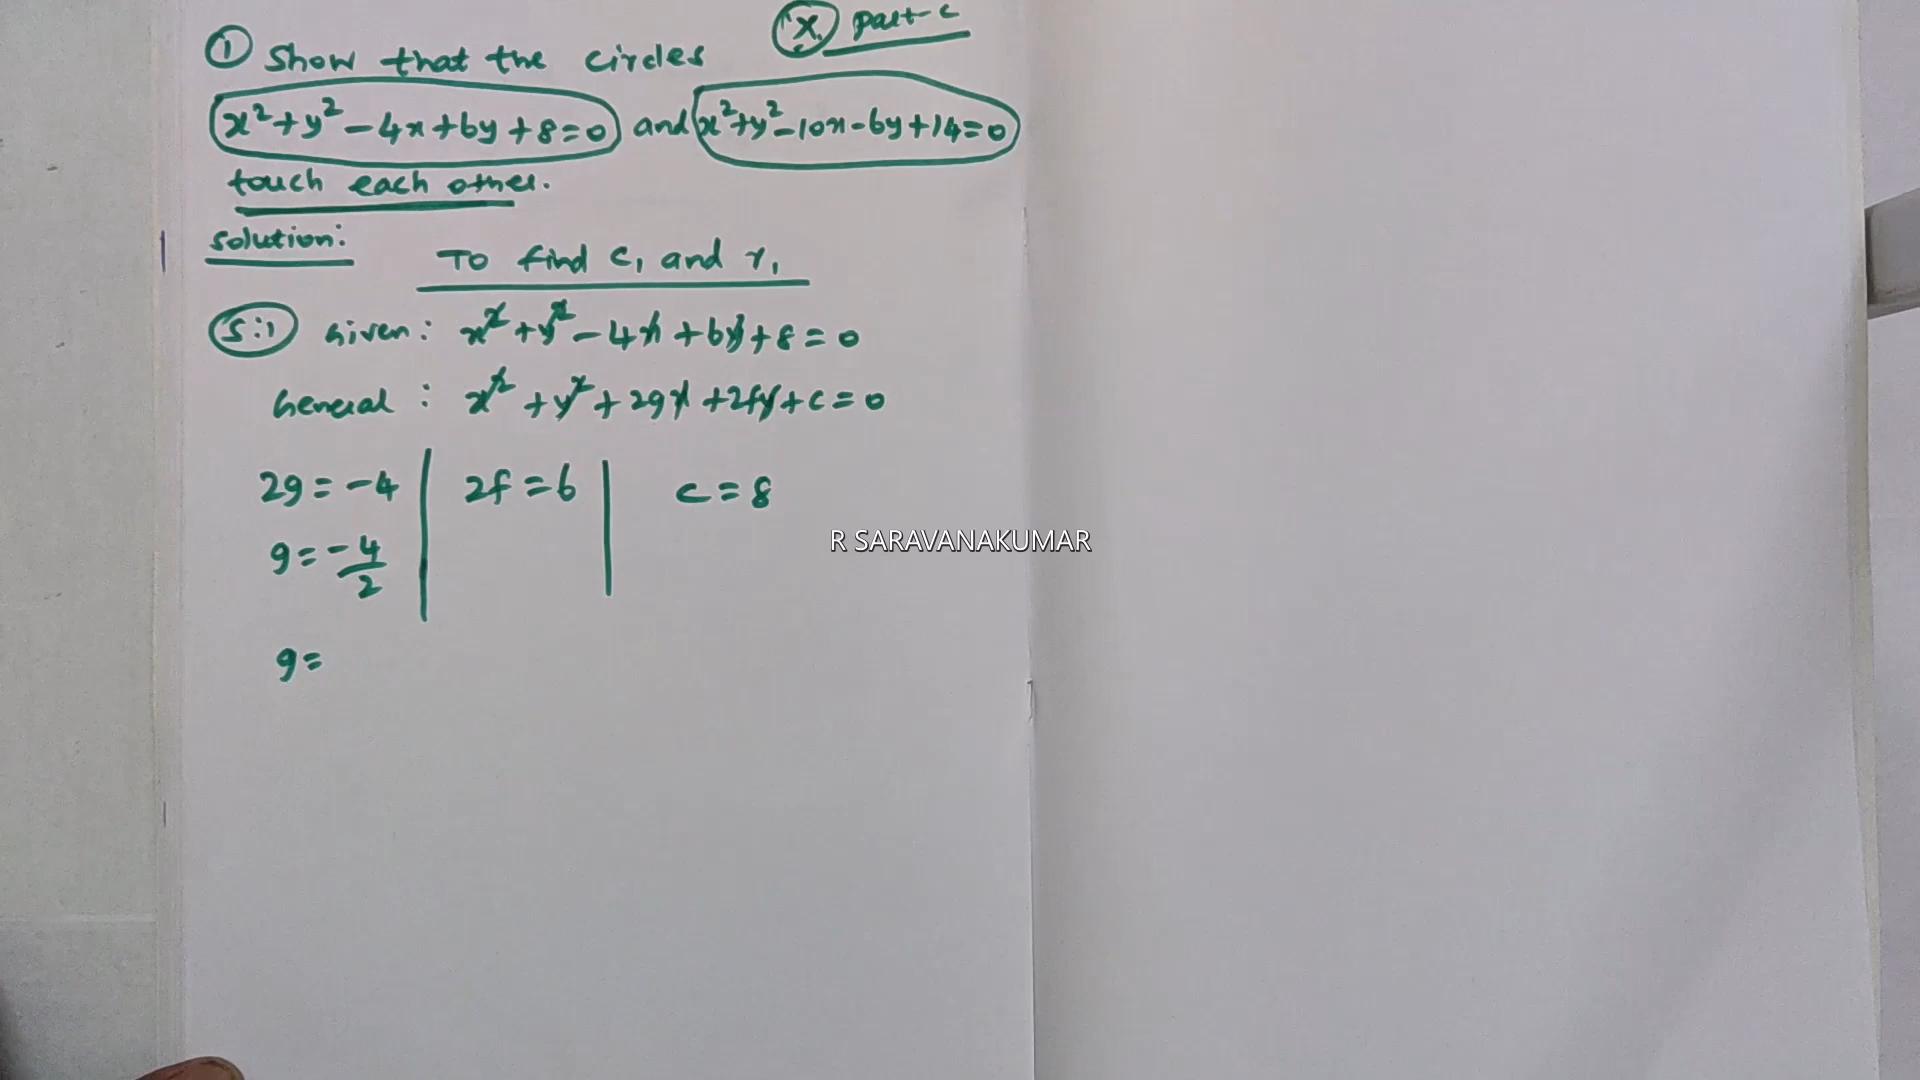 (X) part-c
① Show that the circles
x²+y²-4x+6y+8=0 and x²+y²-10x-6y+14=0
touch each other.
Solution:
To find c₁ and r₁
S:1 Given: x²+y²-4x+6y+8=0
General : x²+y²+2gx+2fy+c=0
2g=-4 | 2f=6 | c=8
g=-4/2
g=
R SARAVANAKUMAR